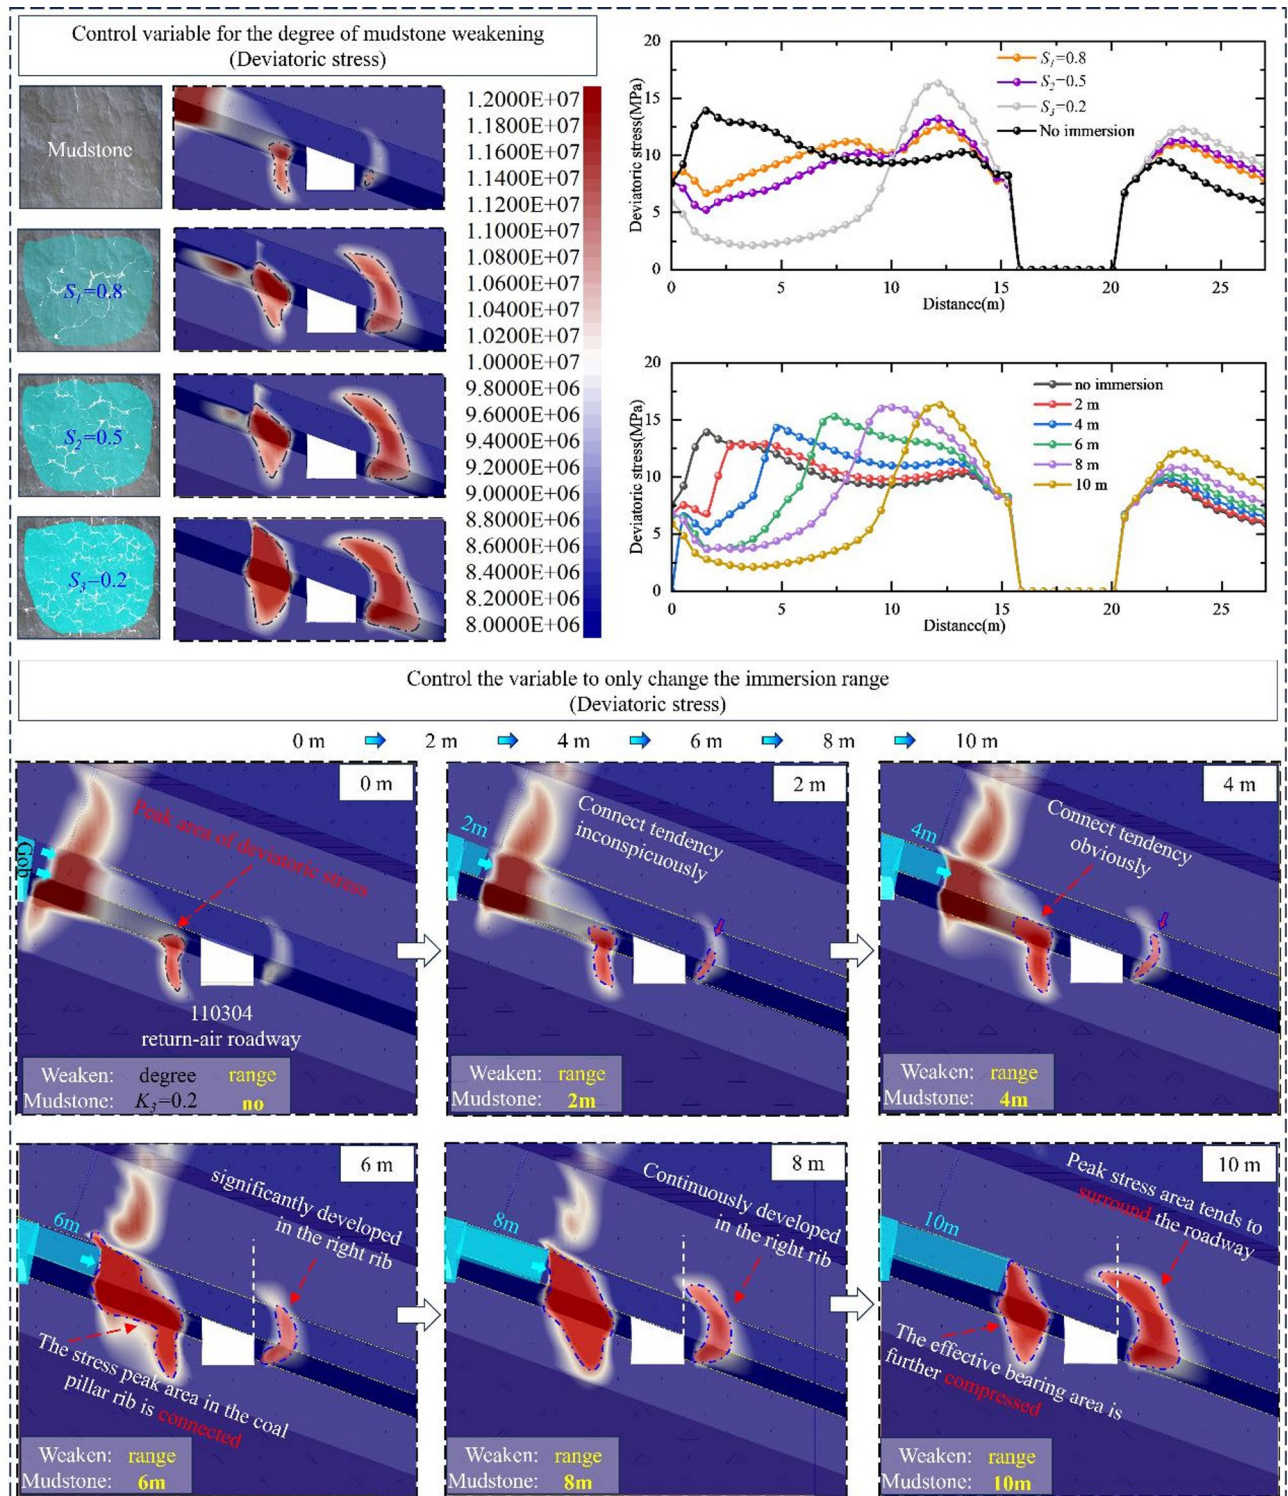 Control variable for the degree of mudstone weakening
(Deviatoric stress)
Mudstone
S1=0.8
S2=0.5
S3=0.2
1.2000E+07
1.1800E+07
1.1600E+07
1.1400E+07
1.1200E+07
1.1000E+07
1.0800E+07
1.0600E+07
1.0400E+07
1.0200E+07
1.0000E+07
9.8000E+06
9.6000E+06
9.4000E+06
9.2000E+06
9.0000E+06
8.8000E+06
8.6000E+06
8.4000E+06
8.2000E+06
8.0000E+06
Deviatoric stress(MPa)
20
15
10
5
0
S1=0.8
S2=0.5
S3=0.2
No immersion
0 5 10 15 20 25
Distance(m)
Deviatoric stress(MPa)
20
15
10
5
0
no immersion
2 m
4 m
6 m
8 m
10 m
0 5 10 15 20 25
Distance(m)
Control the variable to only change the immersion range
(Deviatoric stress)
0 m 2 m 4 m 6 m 8 m 10 m
0 m
Gob
Peak area of deviatoric stress
110304
return-air roadway
Weaken: degree range
Mudstone: K3=0.2 no
2 m
2m
Connect tendency
inconspicuously
Weaken: range
Mudstone: 2m
4 m
4m
Connect tendency
obviously
Weaken: range
Mudstone: 4m
6 m
6m
significantly developed
in the right rib
The stress peak area in the coal
pillar rib is connected
Weaken: range
Mudstone: 6m
8 m
8m
Continuously developed
in the right rib
Weaken: range
Mudstone: 8m
10 m
10m
Peak stress area tends to
surround the roadway
The effective bearing area is
further compressed
Weaken: range
Mudstone: 10m